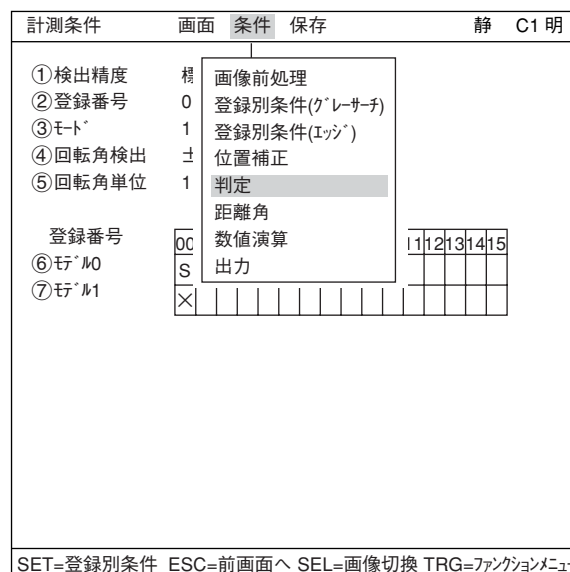 計測条件 画面 条件 保存 静 C1 明
①検出精度 標
②登録番号 0
③ﾓｰﾄﾞ 1
④回転角検出 ±
⑤回転角単位 1
画像前処理
登録別条件(ｸﾞﾚｰｻｰﾁ)
登録別条件(ｴｯｼﾞ)
位置補正
判定
距離角
数値演算
出力
登録番号 00 11 12 13 14 15
⑥ﾓﾃﾞﾙ0 S
⑦ﾓﾃﾞﾙ1 ×
SET=登録別条件 ESC=前画面へ SEL=画像切換 TRG=ﾌｧﾝｸｼｮﾝﾒﾆｭｰ